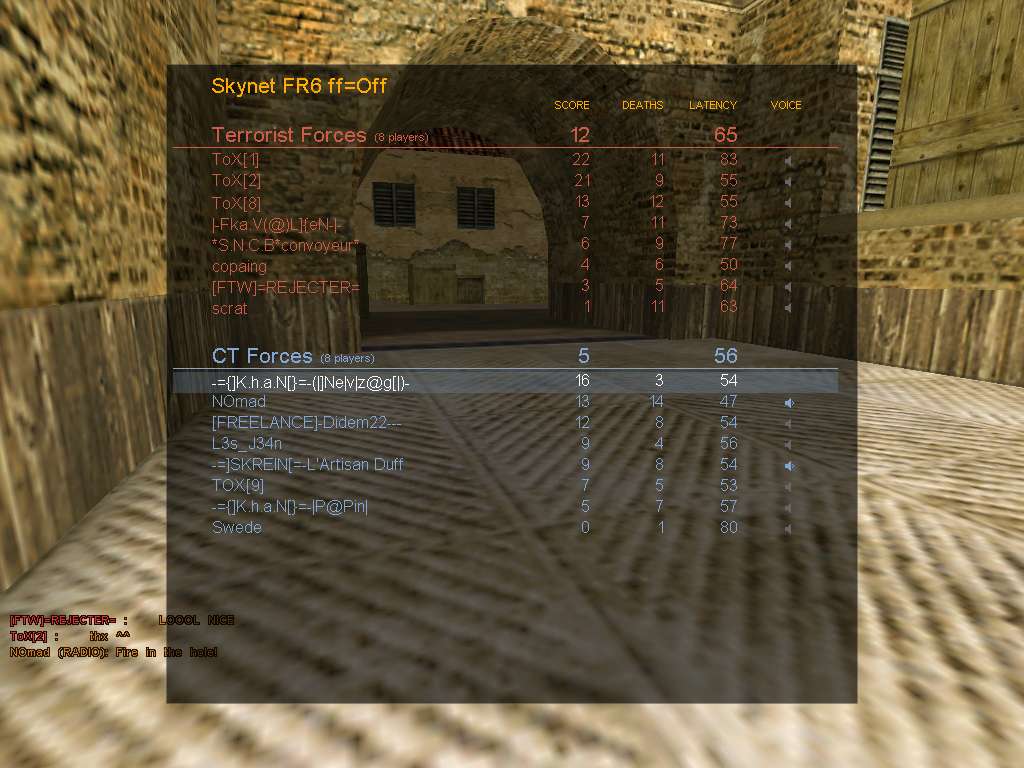 Skynet FR6 ff=Off
SCORE DEATHS LATENCY VOICE
Terrorist Forces (8 players) 12 65
ToX[1] 22 11 83
ToX[2] 21 9 55
ToX[8] 13 12 55
|-Fka.V(@)L]feN-|- 7 11 73
*S.N.C.B*convoyeur* 6 9 77
copaing 4 6 50
[FTW]=REJECTER= 3 5 64
scrat 1 11 63
CT Forces (8 players) 5 56
-={]K.h.a.N[}=-((|]Ne|v|z@g[|)- 16 3 54
NOmad 13 14 47
[FREELANCE]-Didem22--- 12 8 54
L3s_J34n 9 4 56
-=]SKREIN[=-L'Artisan Duff 9 8 54
TOX[9] 7 5 53
-={]K.h.a.N[}=-|P@Pin| 5 7 57
Swede 0 1 80
[FTW]=REJECTER= : LOOOL NICE
ToX[2] : thx ^^
NOmad (RADIO): Fire in the hole!